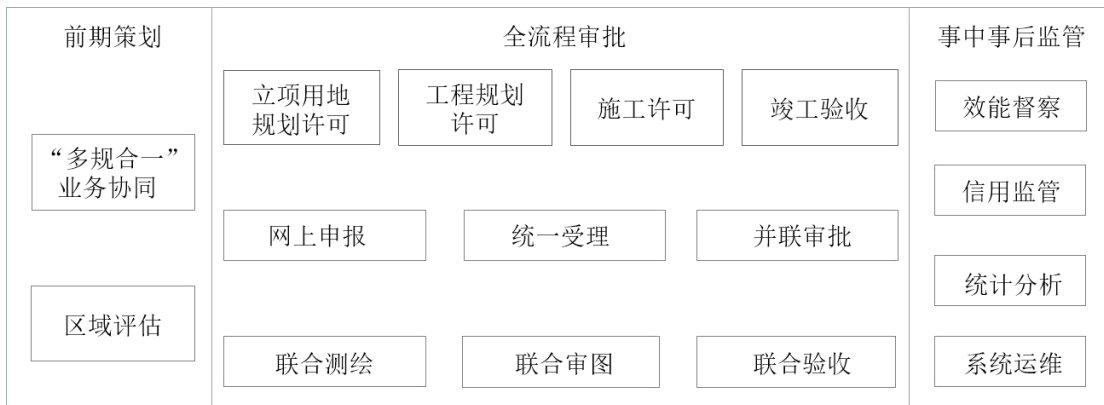 前期策划
“多规合一”
业务协同
区域评估
全流程审批
立项用地
规划许可
工程规划
许可
施工许可
竣工验收
网上申报
统一受理
并联审批
联合测绘
联合审图
联合验收
事中事后监管
效能督察
信用监管
统计分析
系统运维